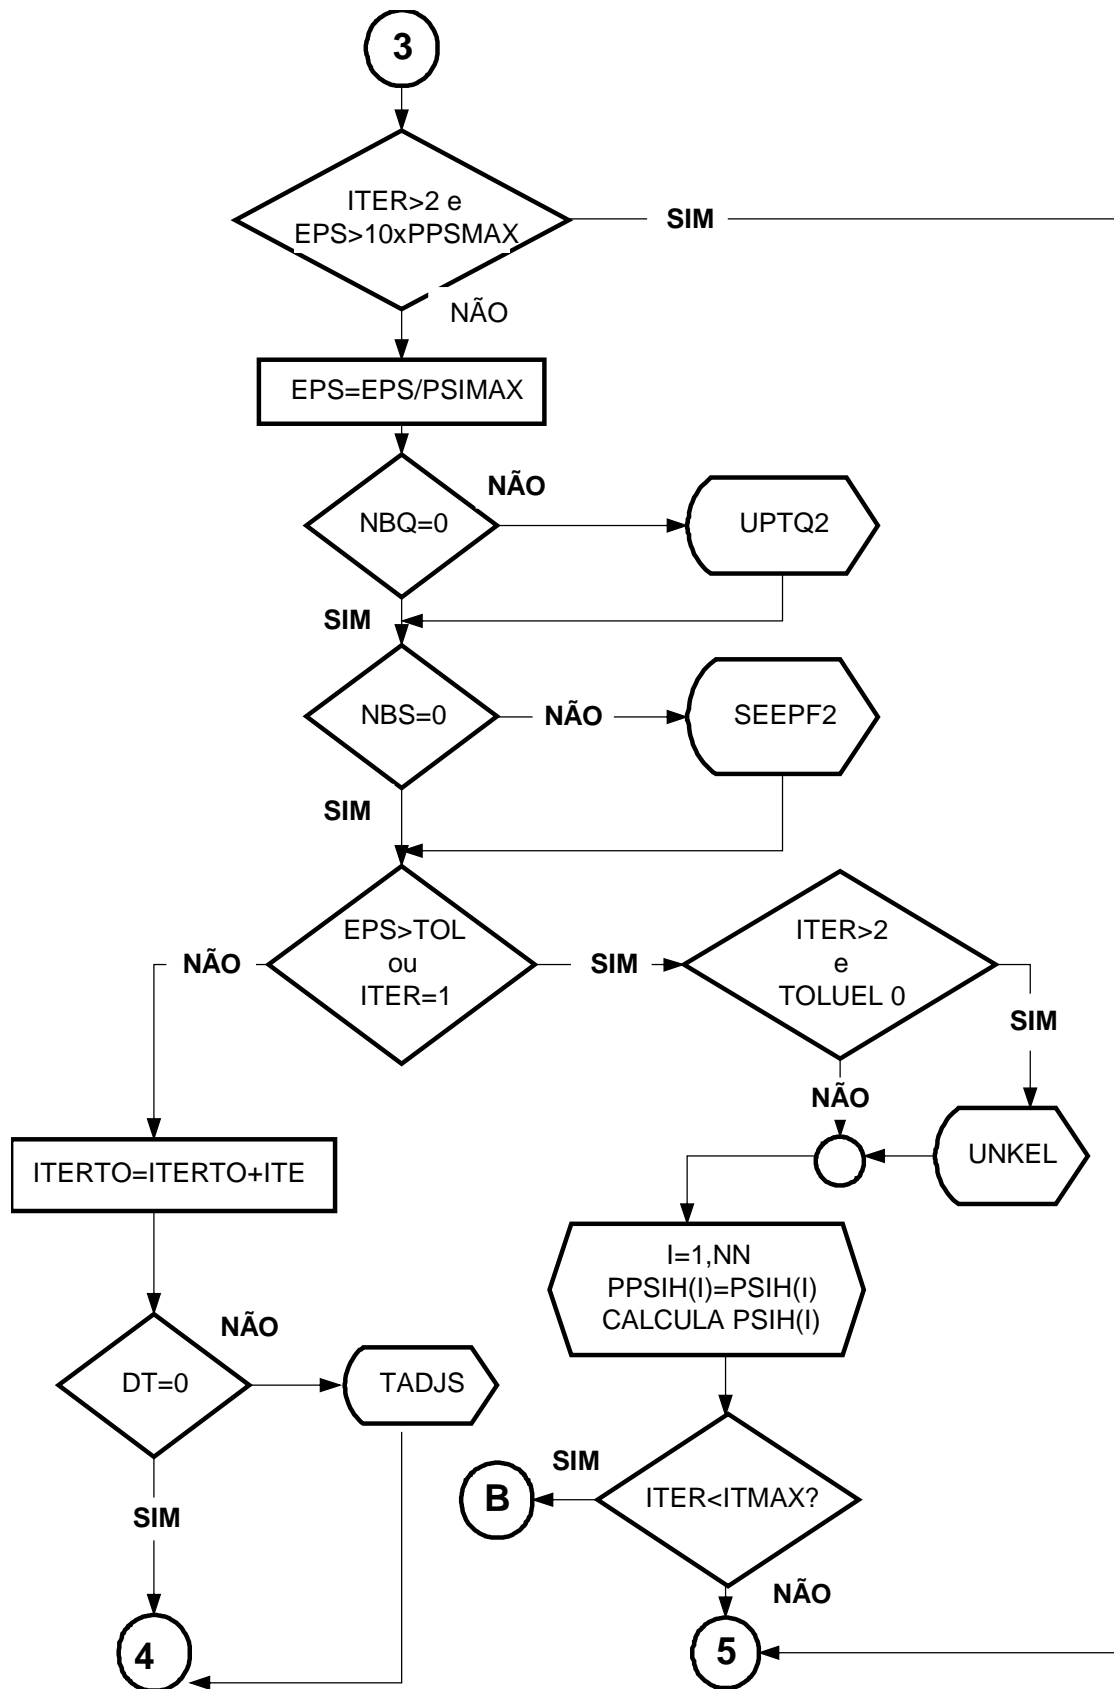 3
ITER>2 e
EPS>10xPPSMAX
SIM
NÃO
EPS=EPS/PSIMAX
NBQ=0
NÃO
UPTQ2
SIM
NBS=0
NÃO
SEEPF2
SIM
EPS>TOL
ou
ITER=1
NÃO
SIM
ITER>2
e
TOLUEL 0
SIM
NÃO
UNKEL
ITERTO=ITERTO+ITE
I=1,NN
PPSIH(I)=PSIH(I)
CALCULA PSIH(I)
DT=0
NÃO
TADJS
SIM
ITER<ITMAX?
SIM
B
NÃO
4
5